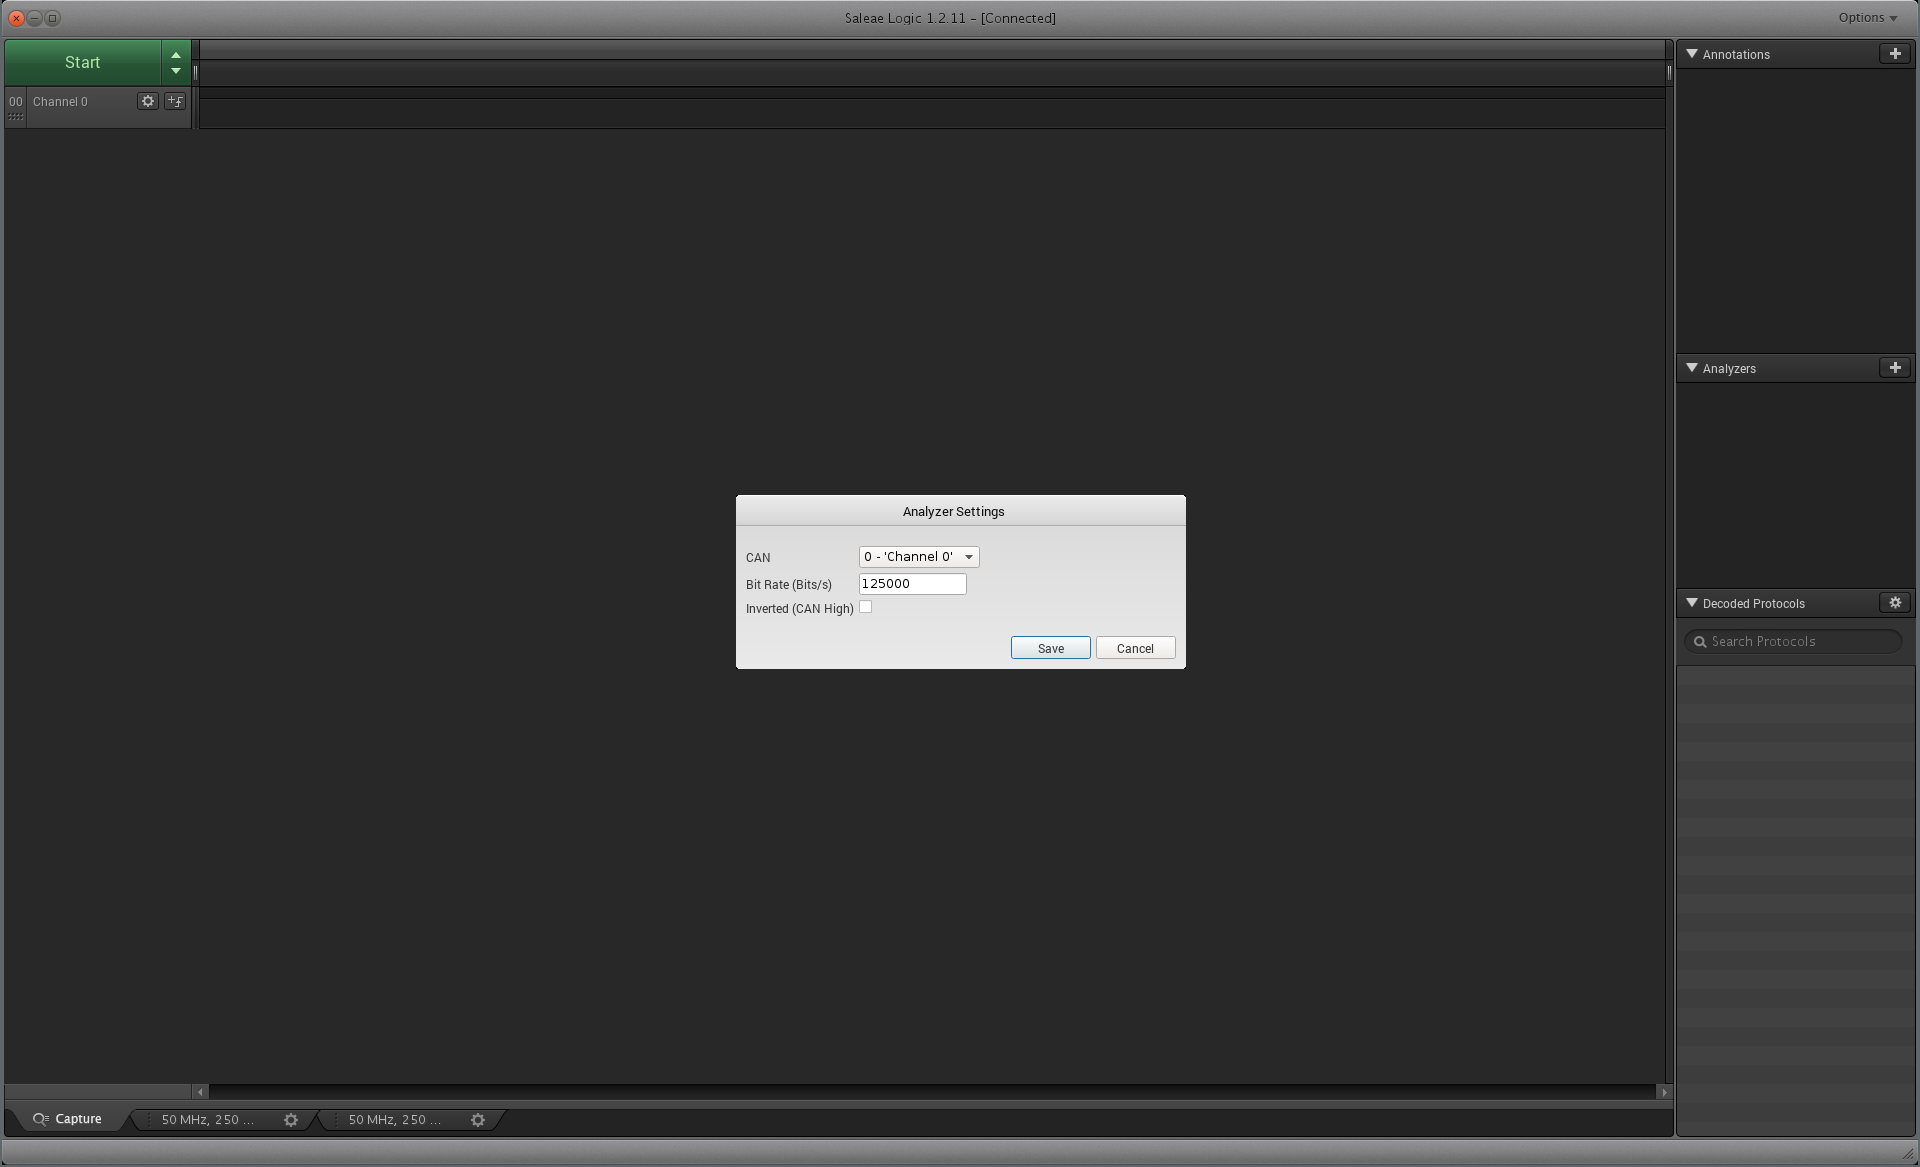 Saleae Logic 1.2.11 - [Connected]
Options
Start
00 Channel 0
Annotations
Analyzers
Decoded Protocols
Search Protocols
Analyzer Settings
CAN 0 - 'Channel 0'
Bit Rate (Bits/s) 125000
Inverted (CAN High)
Save Cancel
Capture 50 MHz, 250 ... 50 MHz, 250 ...